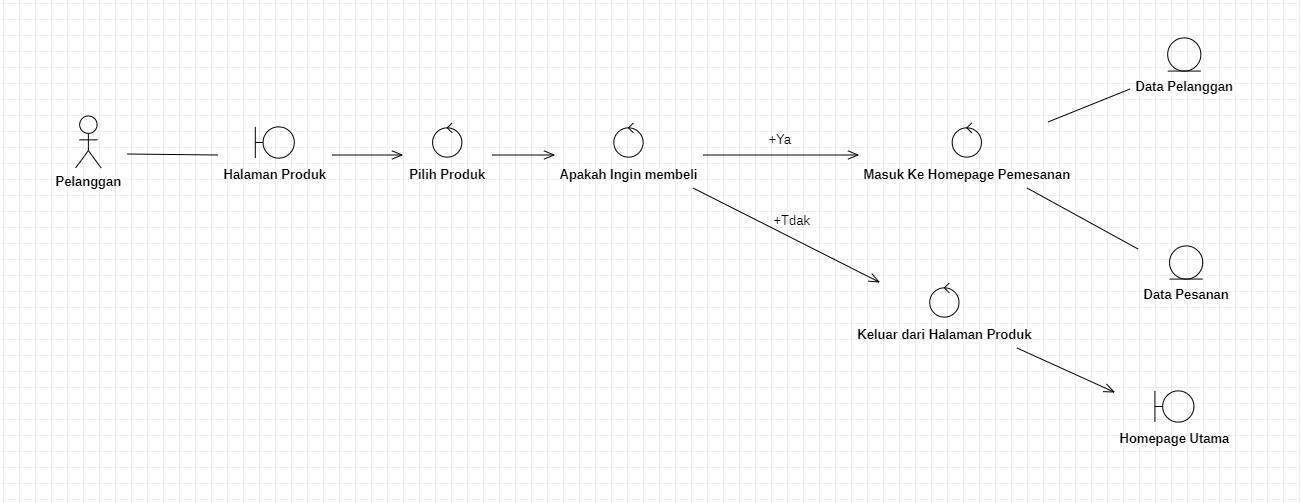 Pelanggan
Halaman Produk
Pilih Produk
Apakah Ingin membeli
+Ya
Masuk Ke Homepage Pemesanan
Data Pelanggan
Data Pesanan
+Tdak
Keluar dari Halaman Produk
Homepage Utama